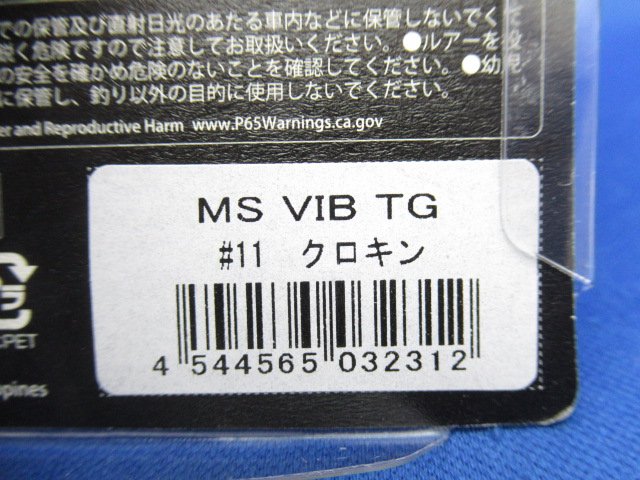 での保管及び直射日光のあたる車内などに保管しないでく
鋭く危険ですので注意してお取扱いください。●ルアーを
の安全を確かめ危険のないことを確認してください。●幼児
に保管し、釣り以外の目的に使用しないでください。
er and Reproductive Harm www.P65Warnings.ca.gov
MS VIB TG
#11 クロキン
4 544565 032312
PET
ppines